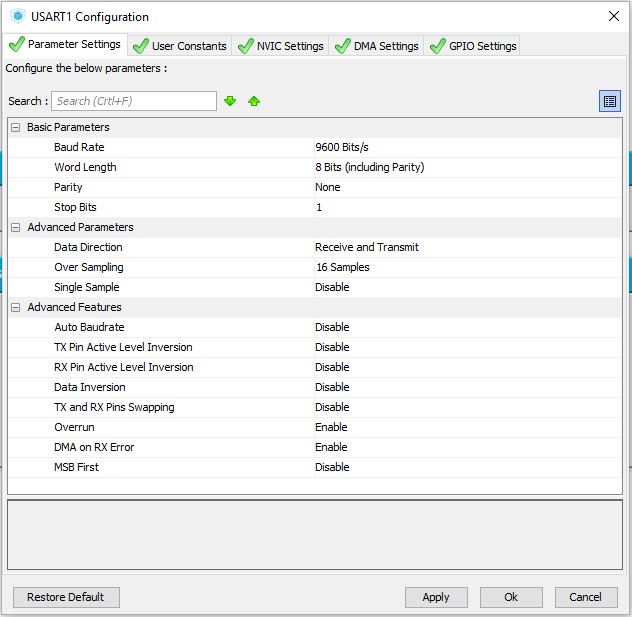 USART1 Configuration
Parameter Settings User Constants NVIC Settings DMA Settings GPIO Settings
Configure the below parameters :
Search : Search (Crtl+F)
Basic Parameters
Baud Rate 9600 Bits/s
Word Length 8 Bits (including Parity)
Parity None
Stop Bits 1
Advanced Parameters
Data Direction Receive and Transmit
Over Sampling 16 Samples
Single Sample Disable
Advanced Features
Auto Baudrate Disable
TX Pin Active Level Inversion Disable
RX Pin Active Level Inversion Disable
Data Inversion Disable
TX and RX Pins Swapping Disable
Overrun Enable
DMA on RX Error Enable
MSB First Disable
Restore Default Apply Ok Cancel